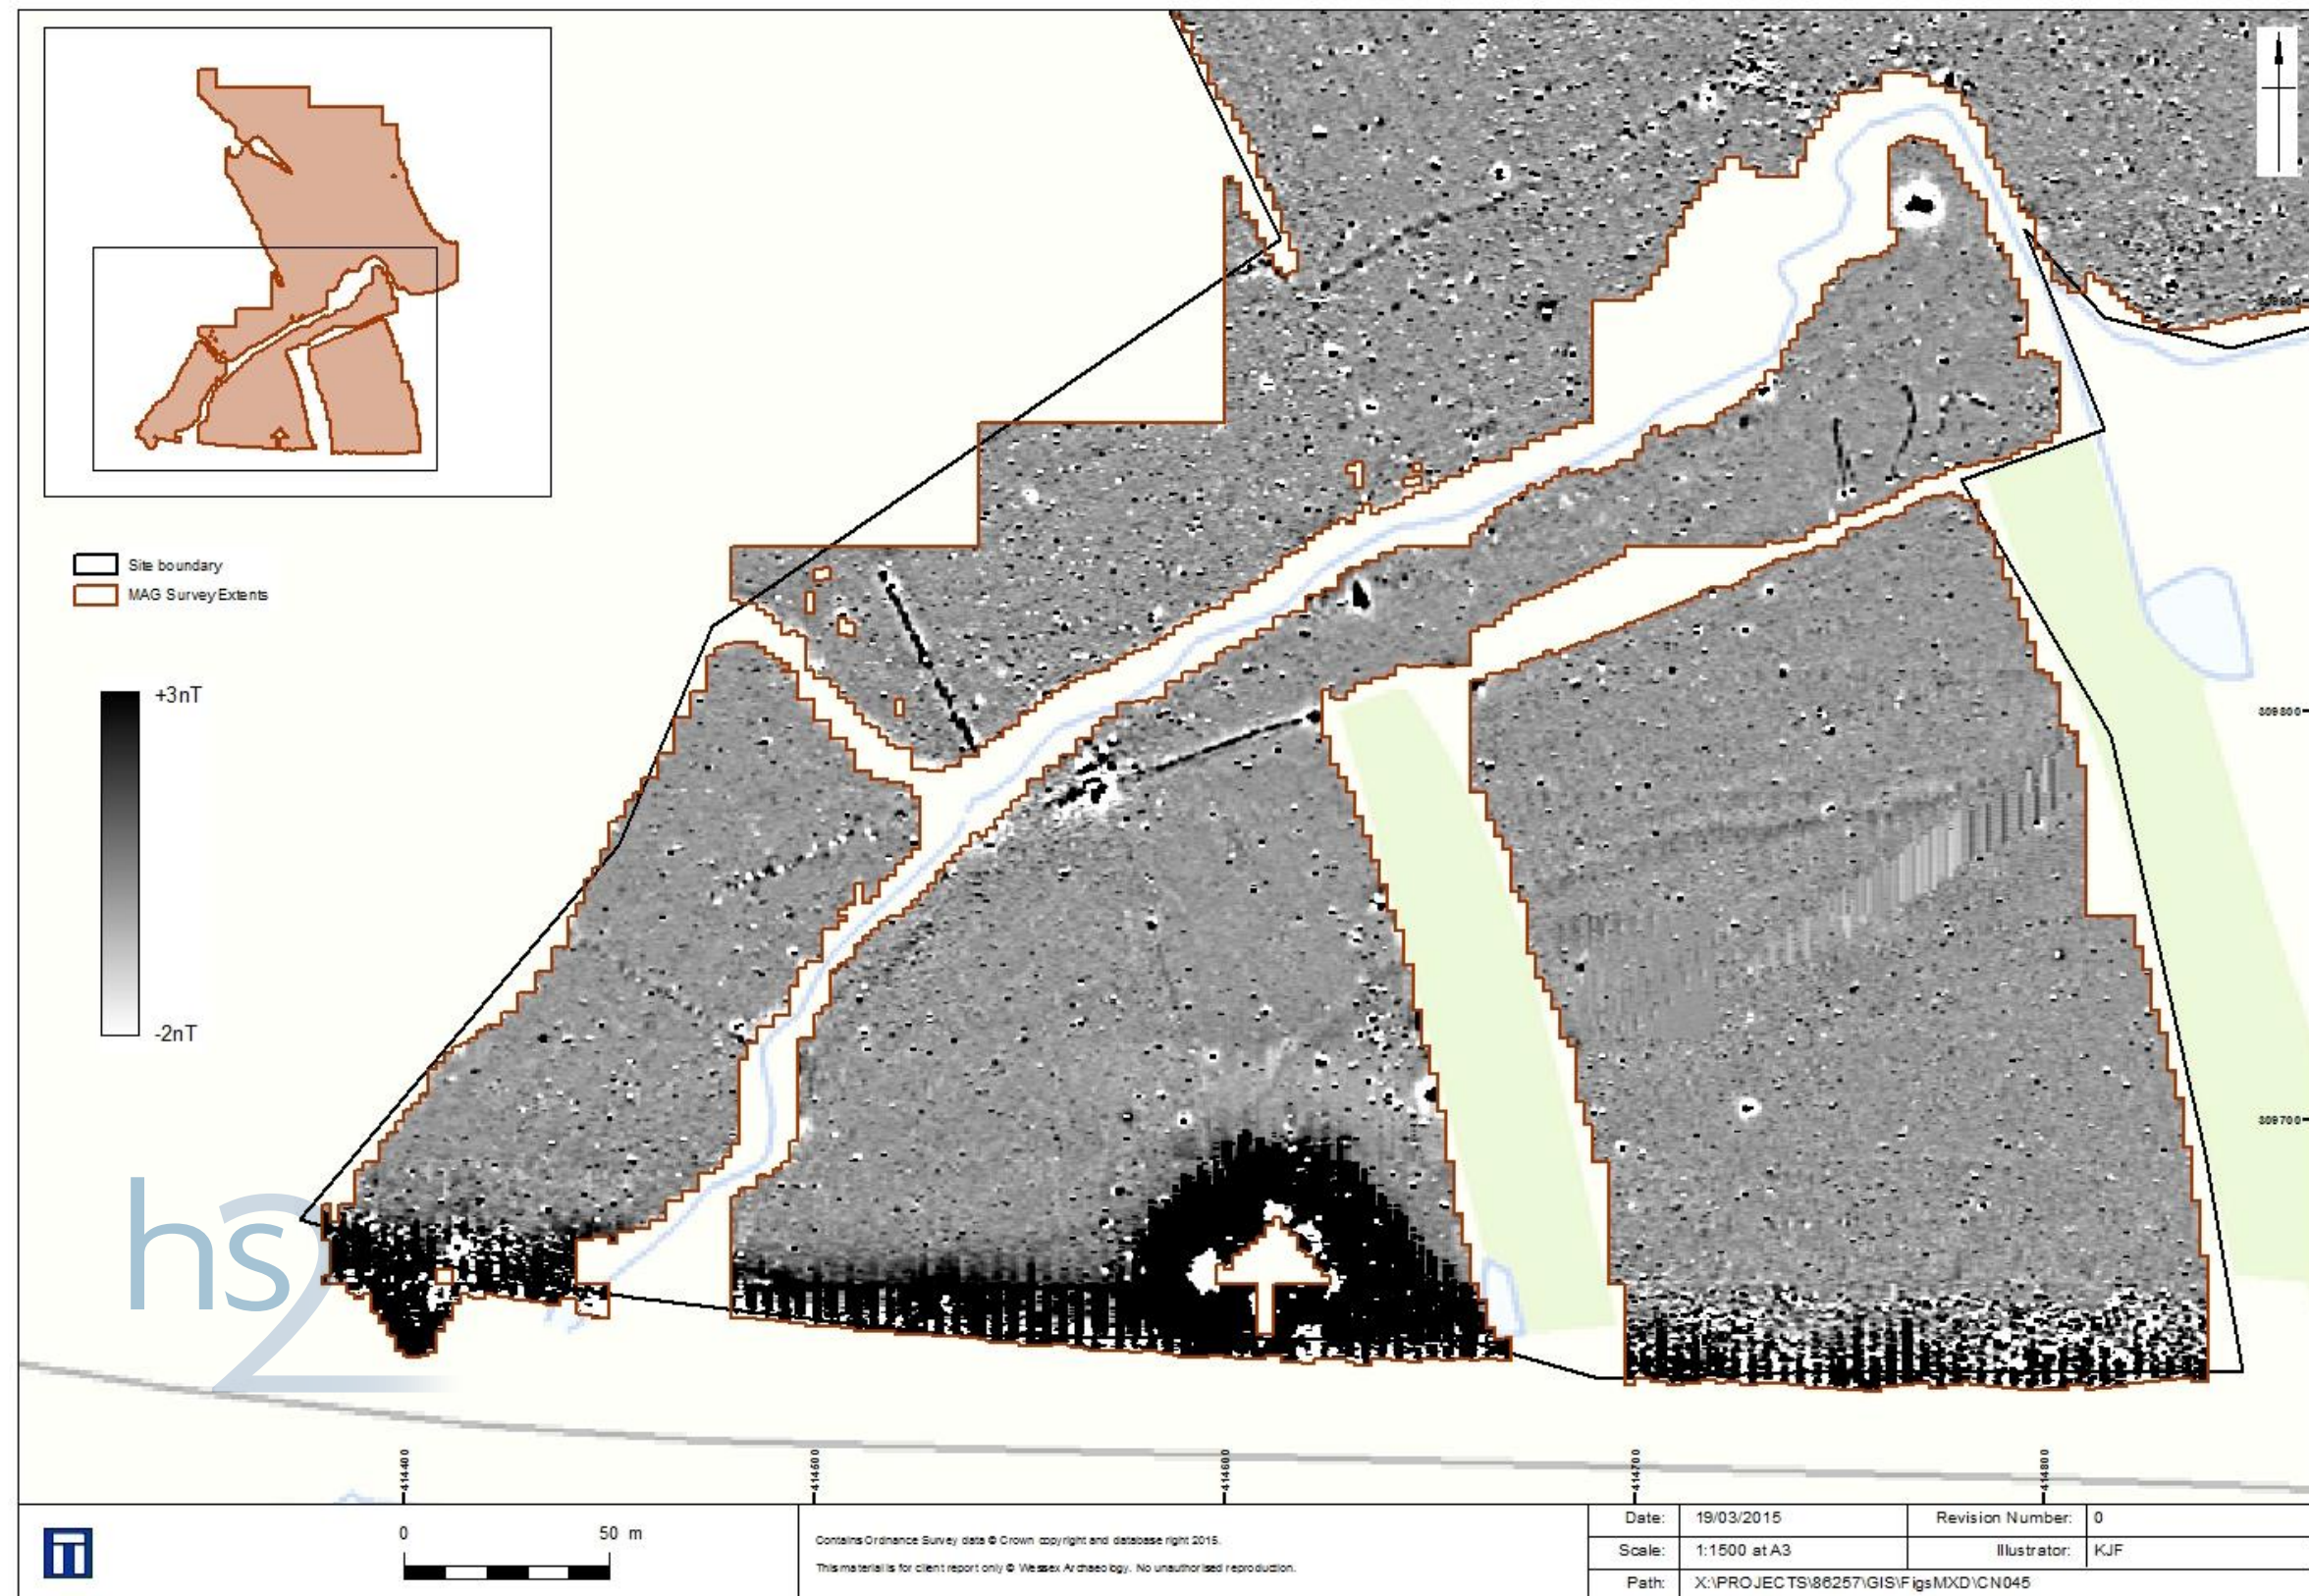 Site boundary
MAG Survey Extents
+3nT
-2nT
hs2
309800
309700
414400
414500
414600
414700
414800
0 50 m
Contains Ordnance Survey data © Crown copyright and database right 2015.
This material is for client report only © Wessex Archaeology. No unauthorised reproduction.
Date: 19/03/2015 Revision Number: 0
Scale: 1:1500 at A3 Illustrator: KJF
Path: X:\PROJECTS\86257\GIS\FigsMXD\CN045